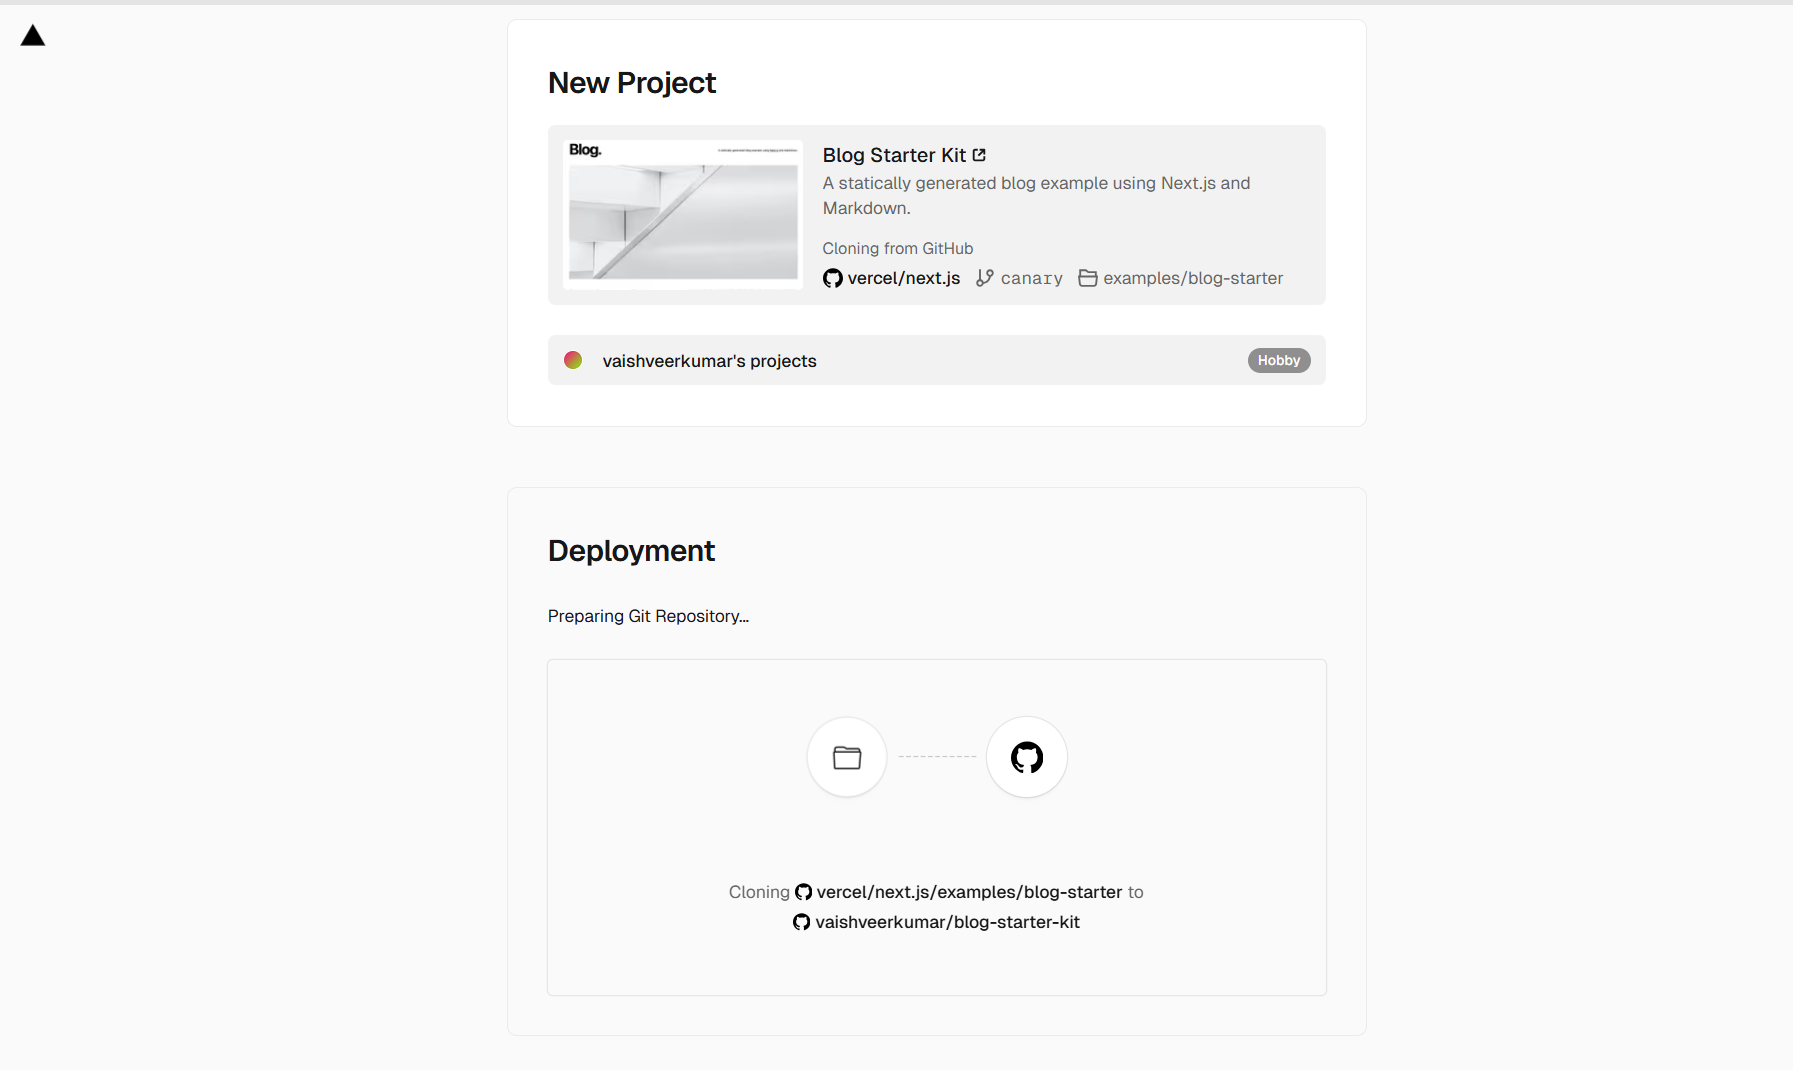 New Project
Blog.
Blog Starter Kit
A statically generated blog example using Next.js and
Markdown.
Cloning from GitHub
vercel/next.js canary examples/blog-starter
vaishveerkumar's projects Hobby
Deployment
Preparing Git Repository...
Cloning vercel/next.js/examples/blog-starter to
vaishveerkumar/blog-starter-kit